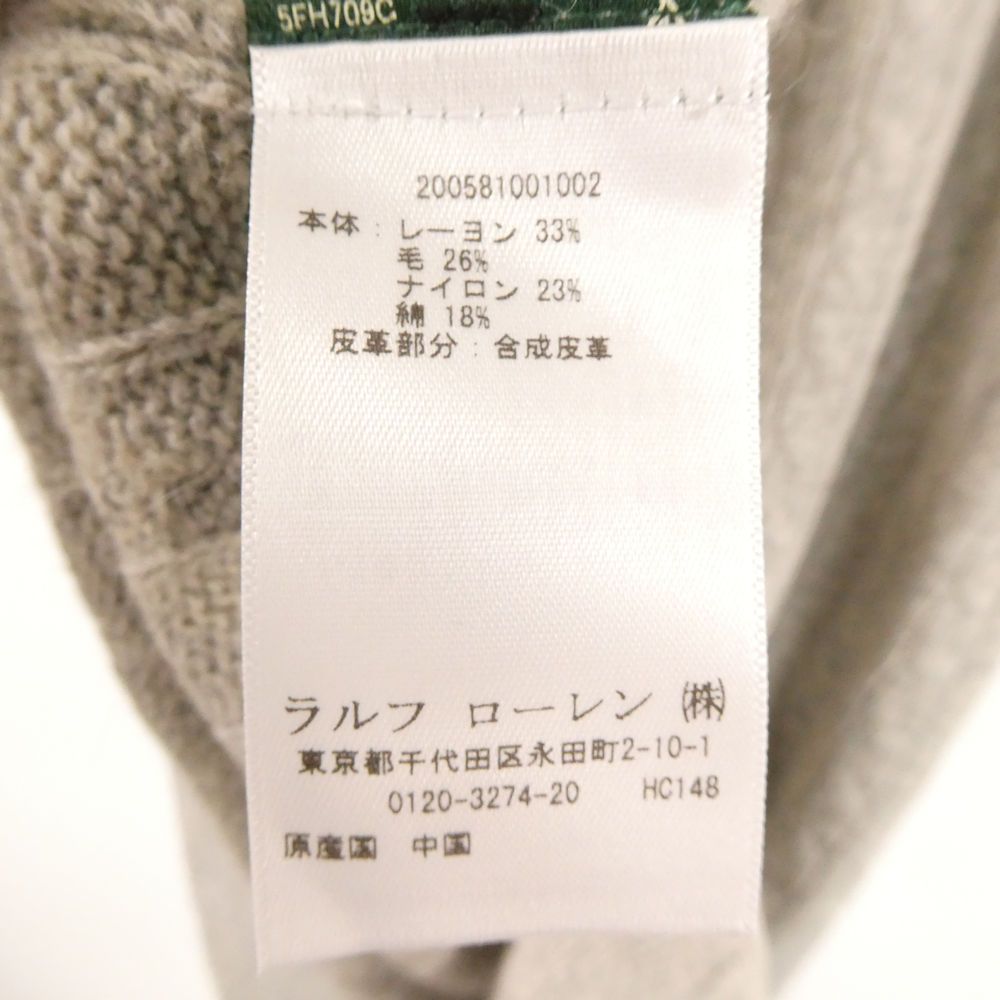 5FH709C
200581001002
本体：レーヨン 33%
毛 26%
ナイロン 23%
綿 18%
皮革部分：合成皮革
ラルフ ローレン ㈱
東京都千代田区永田町2-10-1
0120-3274-20 HC148
原産国 中国